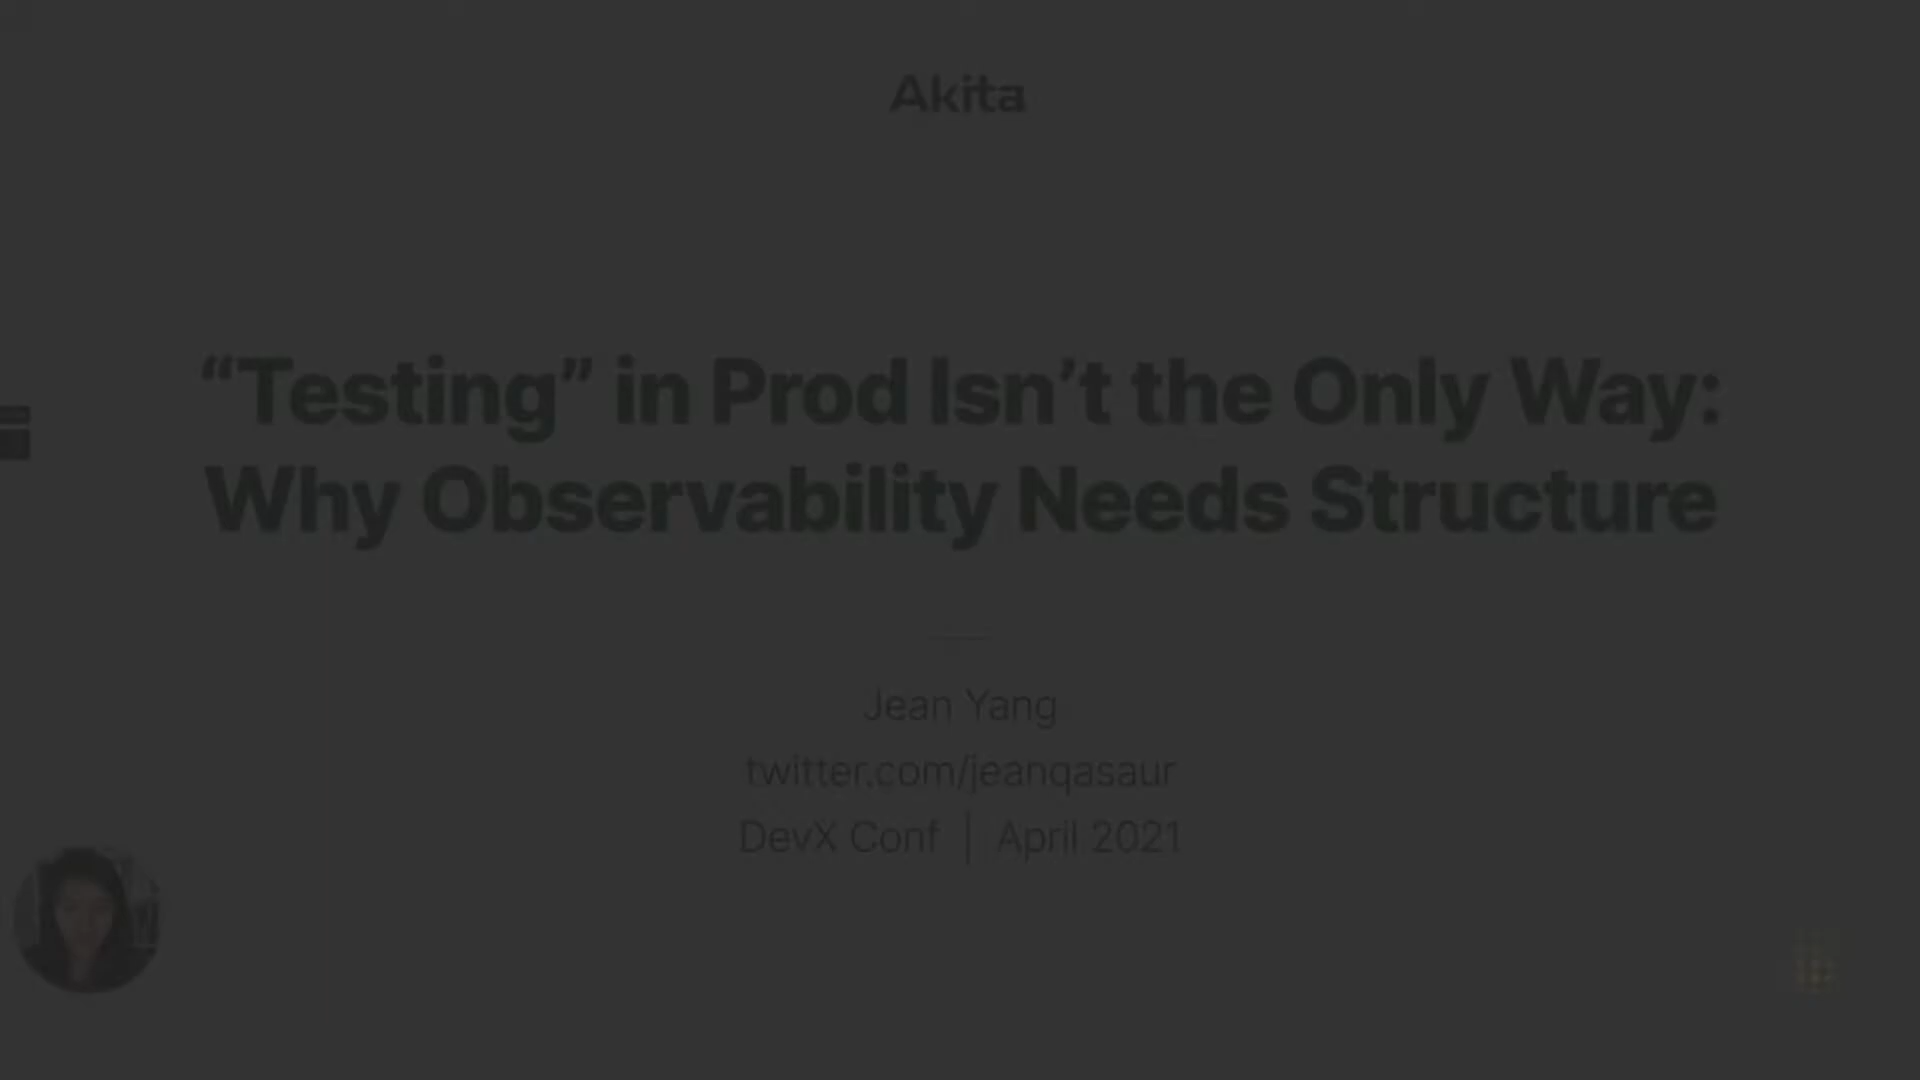 Akita
“Testing” in Prod Isn’t the Only Way:
Why Observability Needs Structure
Jean Yang
twitter.com/jeanqasaur
DevX Conf | April 2021